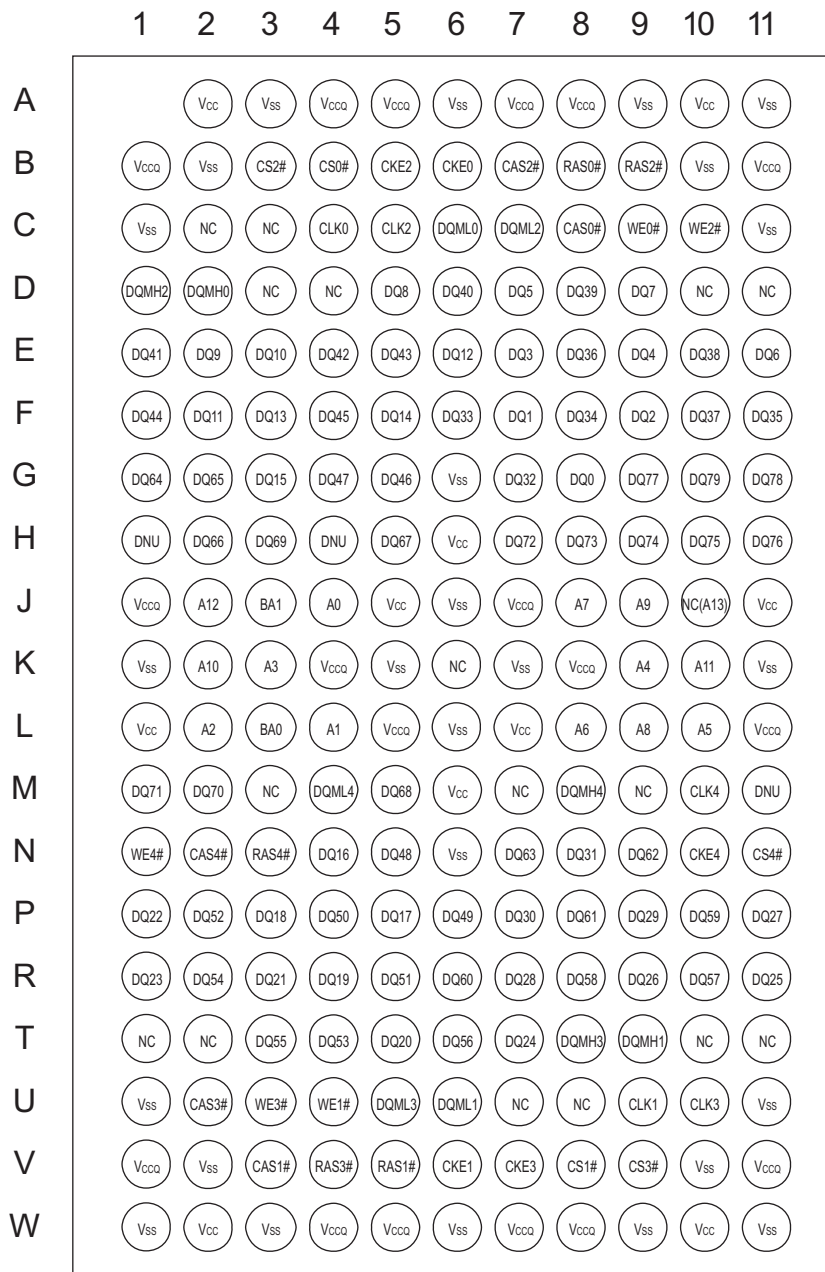 1 2 3 4 5 6 7 8 9 10 11
A Vcc Vss VccQ VccQ Vss VccQ VccQ Vss Vcc Vss
B VccQ Vss CS2# CS0# CKE2 CKE0 CAS2# RAS0# RAS2# Vss VccQ
C Vss NC NC CLK0 CLK2 DQML0 DQML2 CAS0# WE0# WE2# Vss
D DQMH2 DQMH0 NC NC DQ8 DQ40 DQ5 DQ39 DQ7 NC NC
E DQ41 DQ9 DQ10 DQ42 DQ43 DQ12 DQ3 DQ36 DQ4 DQ38 DQ6
F DQ44 DQ11 DQ13 DQ45 DQ14 DQ33 DQ1 DQ34 DQ2 DQ37 DQ35
G DQ64 DQ65 DQ15 DQ47 DQ46 Vss DQ32 DQ0 DQ77 DQ79 DQ78
H DNU DQ66 DQ69 DNU DQ67 Vcc DQ72 DQ73 DQ74 DQ75 DQ76
J VccQ A12 BA1 A0 Vcc Vss VccQ A7 A9 NC(A13) Vcc
K Vss A10 A3 VccQ Vss NC Vss VccQ A4 A11 Vss
L Vcc A2 BA0 A1 VccQ Vss Vcc A6 A8 A5 VccQ
M DQ71 DQ70 NC DQML4 DQ68 Vcc NC DQMH4 NC CLK4 DNU
N WE4# CAS4# RAS4# DQ16 DQ48 Vss DQ63 DQ31 DQ62 CKE4 CS4#
P DQ22 DQ52 DQ18 DQ50 DQ17 DQ49 DQ30 DQ61 DQ29 DQ59 DQ27
R DQ23 DQ54 DQ21 DQ19 DQ51 DQ60 DQ28 DQ58 DQ26 DQ57 DQ25
T NC NC DQ55 DQ53 DQ20 DQ56 DQ24 DQMH3 DQMH1 NC NC
U Vss CAS3# WE3# WE1# DQML3 DQML1 NC NC CLK1 CLK3 Vss
V VccQ Vss CAS1# RAS3# RAS1# CKE1 CKE3 CS1# CS3# Vss VccQ
W Vss Vcc Vss VccQ VccQ Vss VccQ VccQ Vss Vcc Vss